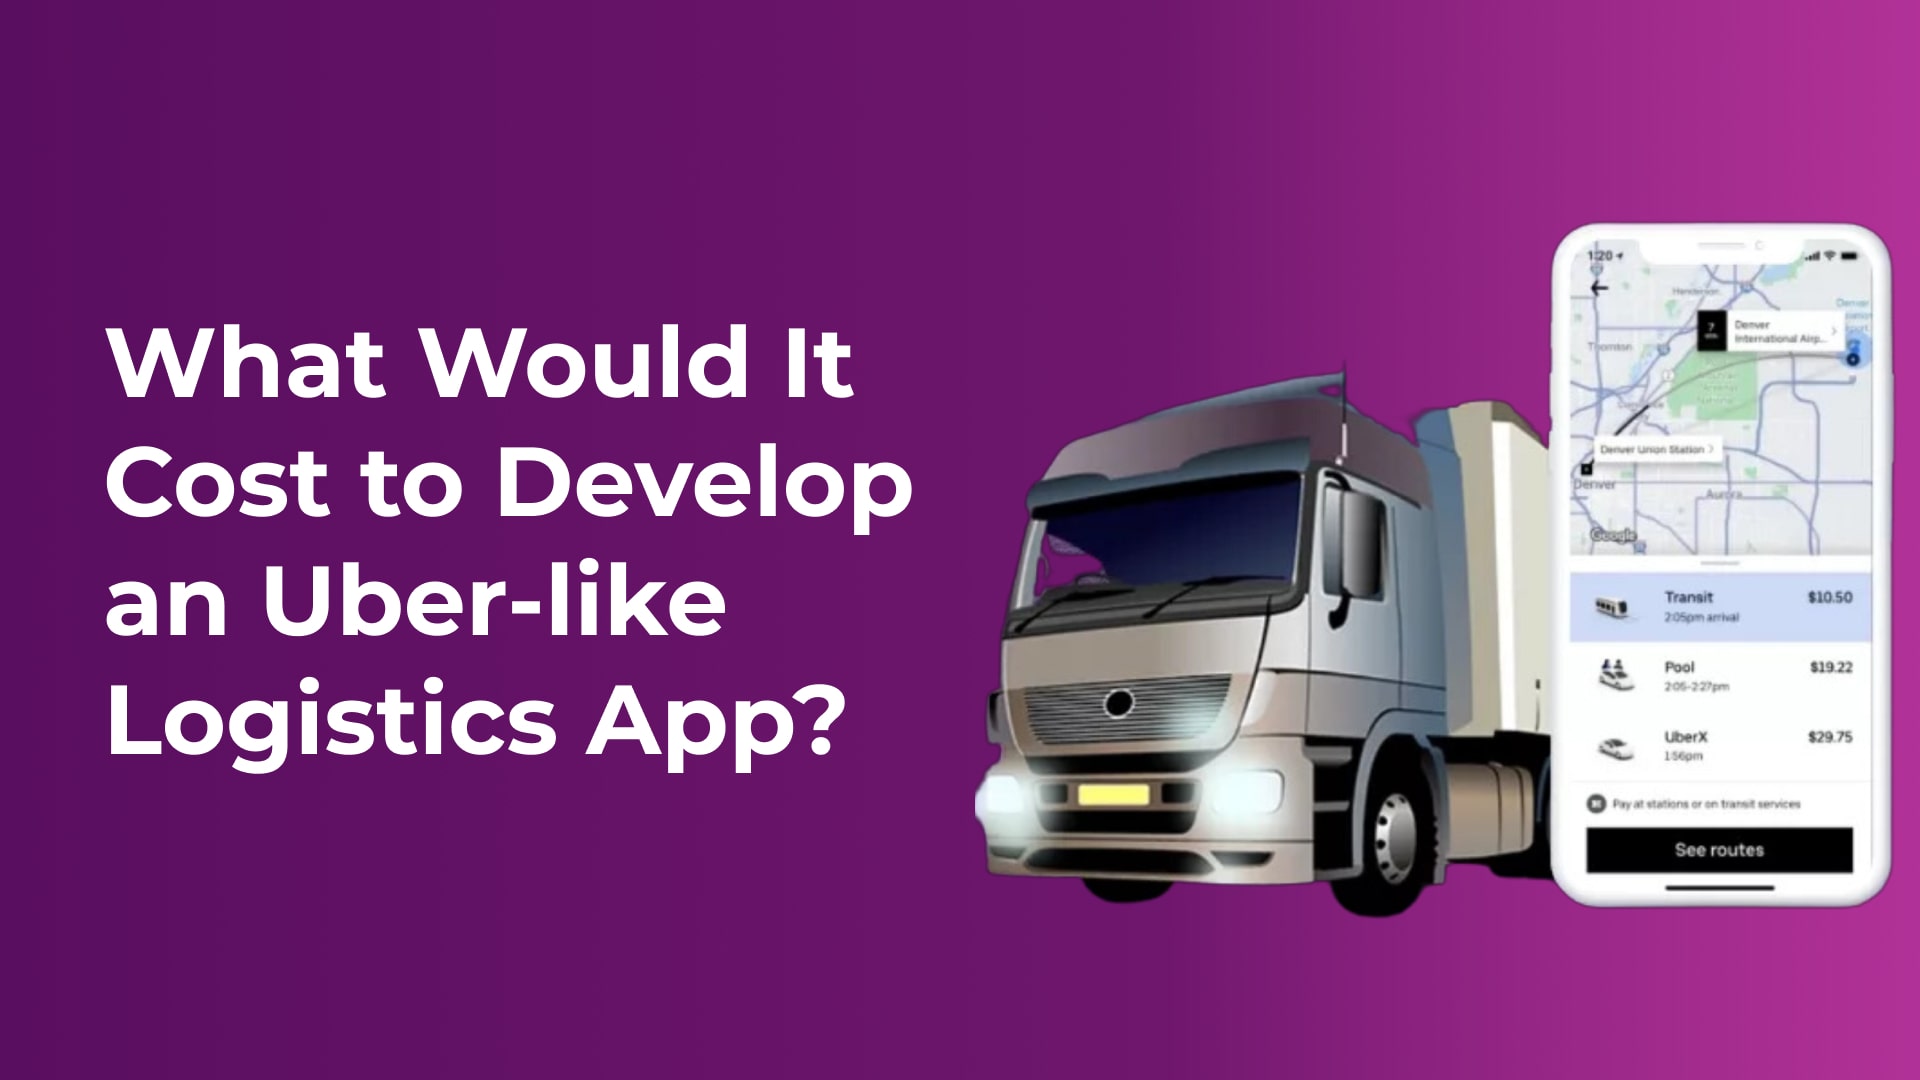 What Would It
Cost to Develop
an Uber-like
Logistics App?
1:20
Henderson
7
Denver
International Airp...
Denver
Thornton
Denver Union Station
Denver
Aurora
Google
Transit
$10.50
2:05pm arrival
Pool
$19.22
2:05-2:27pm
UberX
$29.75
1:56pm
Pay at stations or on transit services
See routes